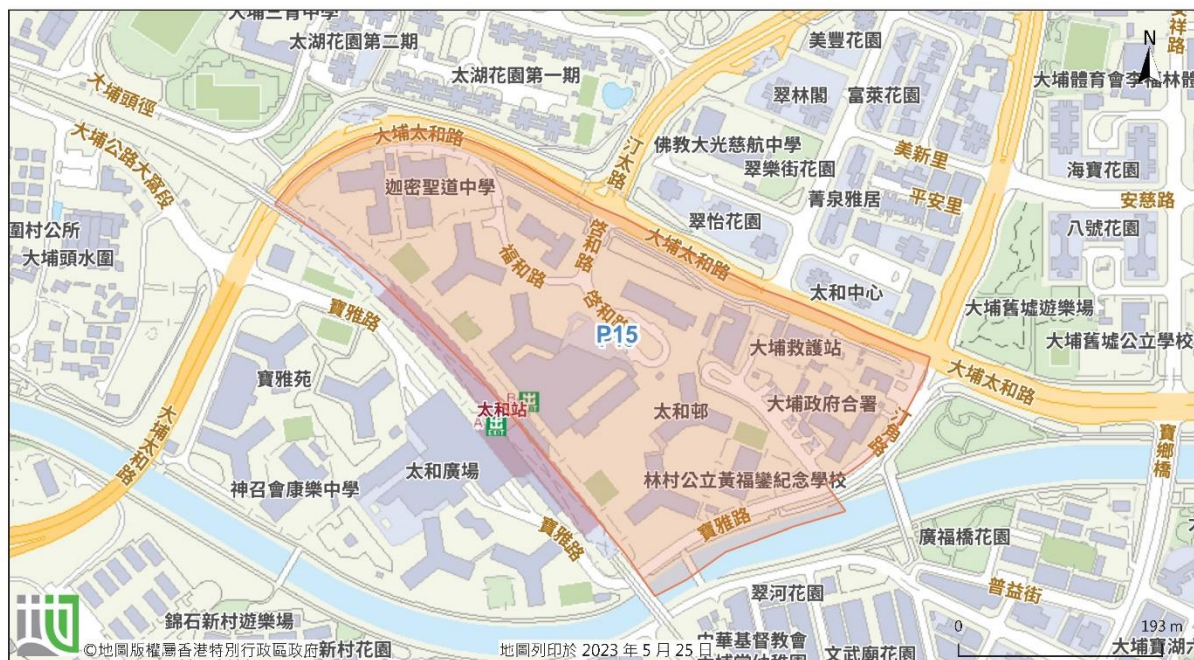 大埔三育中學
太湖花園第二期
太湖花園第一期
美豐花園
安祥路
N
大埔頭徑
大埔公路大窩段
大埔太和路
汀太路
翠林閣
富萊花園
大埔體育會李福林體
佛教大光慈航中學
翠樂街花園
美新里
海寶花園
迦密聖道中學
菁泉雅居
平安里
安慈路
翠怡花園
圍村公所
大埔頭水圍
啓和路
福和路
大埔太和路
八號花園
啓和路
太和中心
P15
大埔舊墟遊樂場
大埔舊墟公立學校
寶雅路
大埔救護站
寶雅苑
大埔太和路
太和站
B
出
EXIT
A
出
EXIT
太和邨
大埔政府合署
汀角路
大埔太和路
寶鄉橋
太和廣場
神召會康樂中學
林村公立黃福鑾紀念學校
寶雅路
寶雅路
廣福橋花園
普益街
翠河花園
錦石新村遊樂場
新村花園
中華基督教會
文武廟花園
0
193 m
©地圖版權屬香港特別行政區政府
地圖列印於 2023 年 5 月 25 日